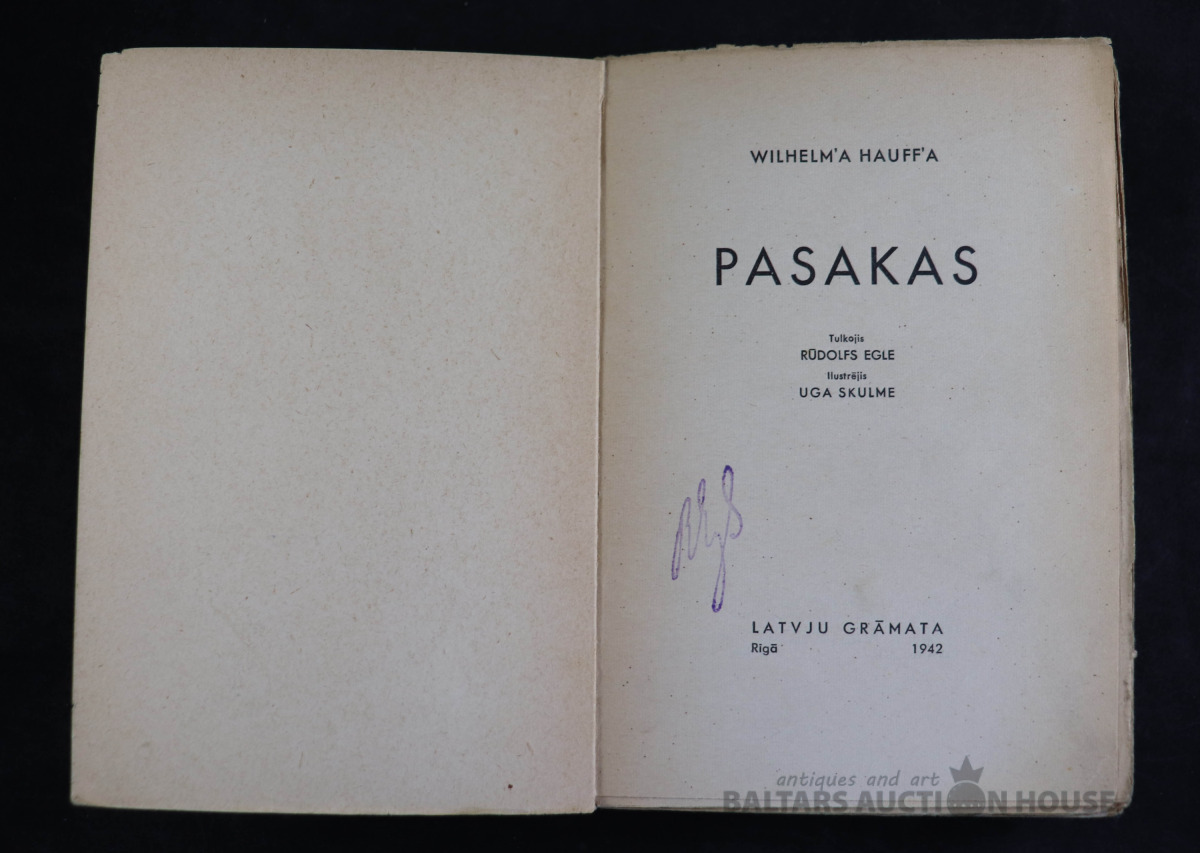 WILHELM'A HAUFF'A
PASAKAS
Tulkojis
RŪDOLFS EGLE
Ilustrējis
UGA SKULME
LATVJU GRĀMATA
Rīgā 1942
antiques and art
BALTARS AUCTION HOUSE